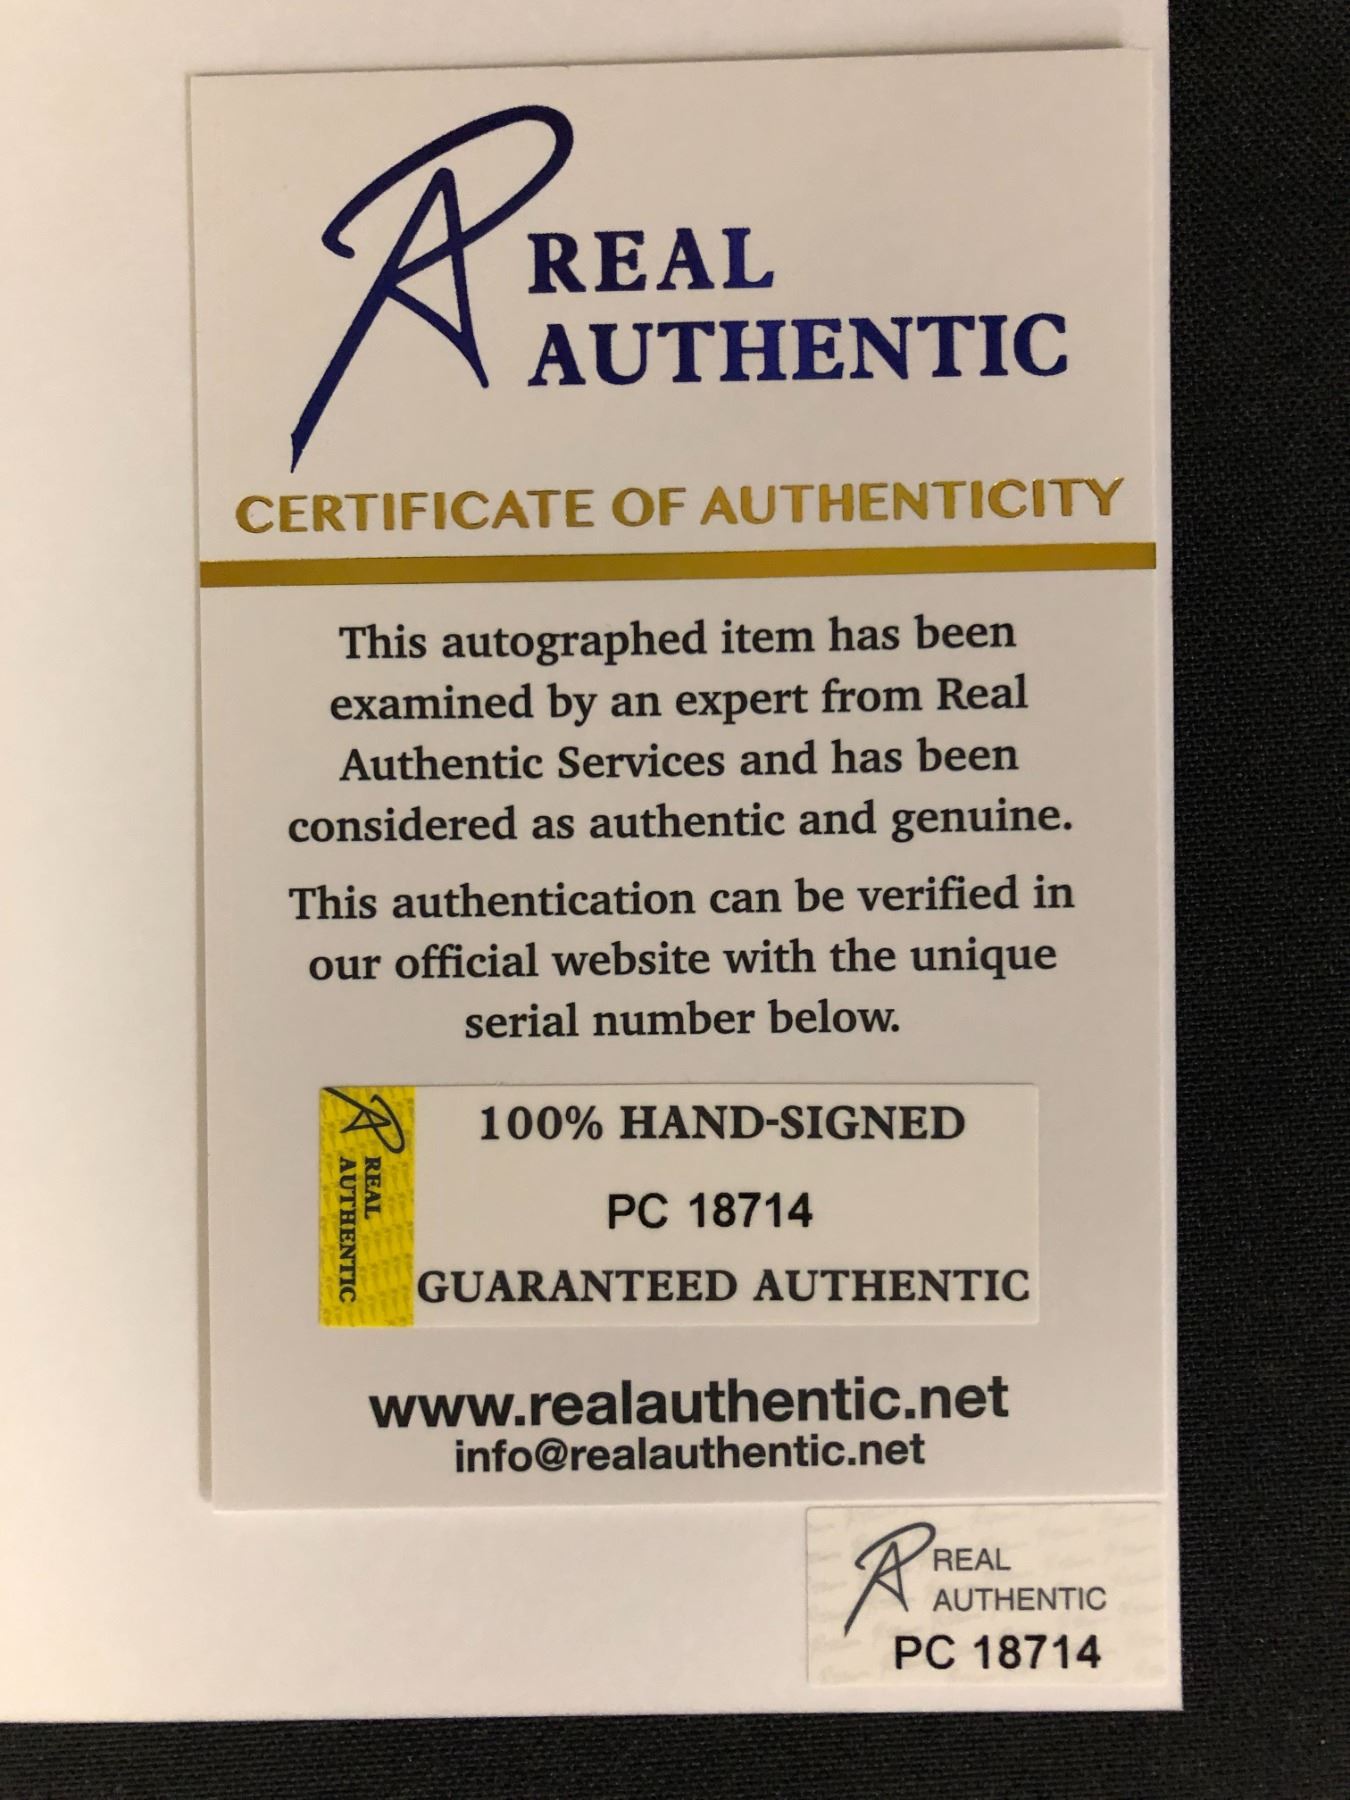 REAL
AUTHENTIC
CERTIFICATE OF AUTHENTICITY
This autographed item has been
examined by an expert from Real
Authentic Services and has been
considered as authentic and genuine.
This authentication can be verified in
our official website with the unique
serial number below.
REAL
AUTHENTIC
100% HAND-SIGNED
PC 18714
GUARANTEED AUTHENTIC
www.realauthentic.net
info@realauthentic.net
REAL
AUTHENTIC
PC 18714